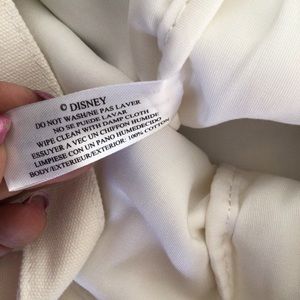 © DISNEY
DO NOT WASH/NE PAS LAVER
NO SE PUEDE LAVAR
WIPE CLEAN WITH DAMP CLOTH
ESSUYER A VEC UN CHIFFON HUMIDE
LIMPIESE CON UN PANO HUMEDECIDO
BODY/EXTERIEUR/EXTERIOR: 100% COTTON